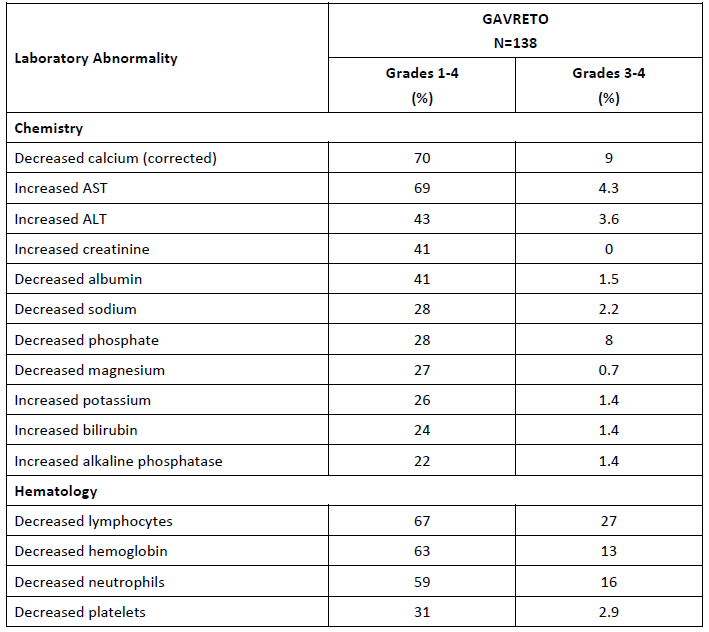 Laboratory Abnormality
GAVRETO
N=138
Grades 1-4
(%)
Grades 3-4
(%)
Chemistry
Decreased calcium (corrected) 70 9
Increased AST 69 4.3
Increased ALT 43 3.6
Increased creatinine 41 0
Decreased albumin 41 1.5
Decreased sodium 28 2.2
Decreased phosphate 28 8
Decreased magnesium 27 0.7
Increased potassium 26 1.4
Increased bilirubin 24 1.4
Increased alkaline phosphatase 22 1.4
Hematology
Decreased lymphocytes 67 27
Decreased hemoglobin 63 13
Decreased neutrophils 59 16
Decreased platelets 31 2.9